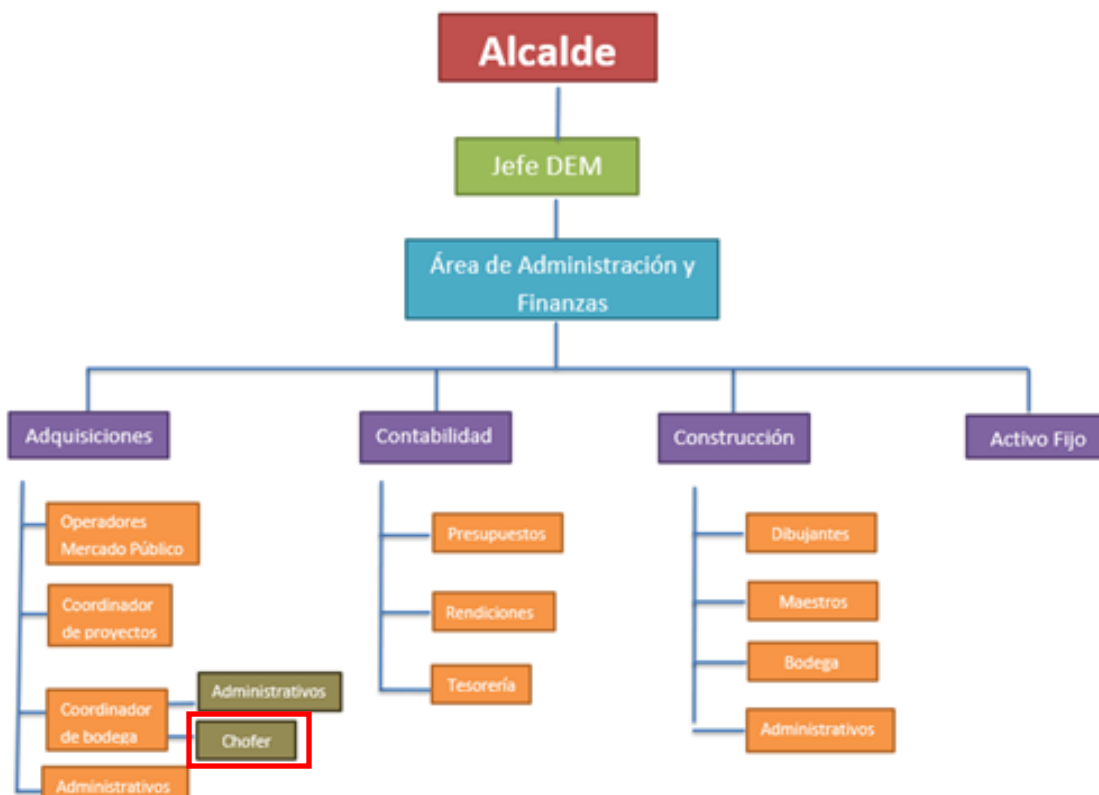 Alcalde
Jefe DEM
Área de Administración y
Finanzas
Adquisiciones
Contabilidad
Construcción
Activo Fijo
Operadores
Mercado Público
Coordinador
de proyectos
Coordinador
de bodega
Administrativos
Chofer
Administrativos
Presupuestos
Rendiciones
Tesorería
Dibujantes
Maestros
Bodega
Administrativos